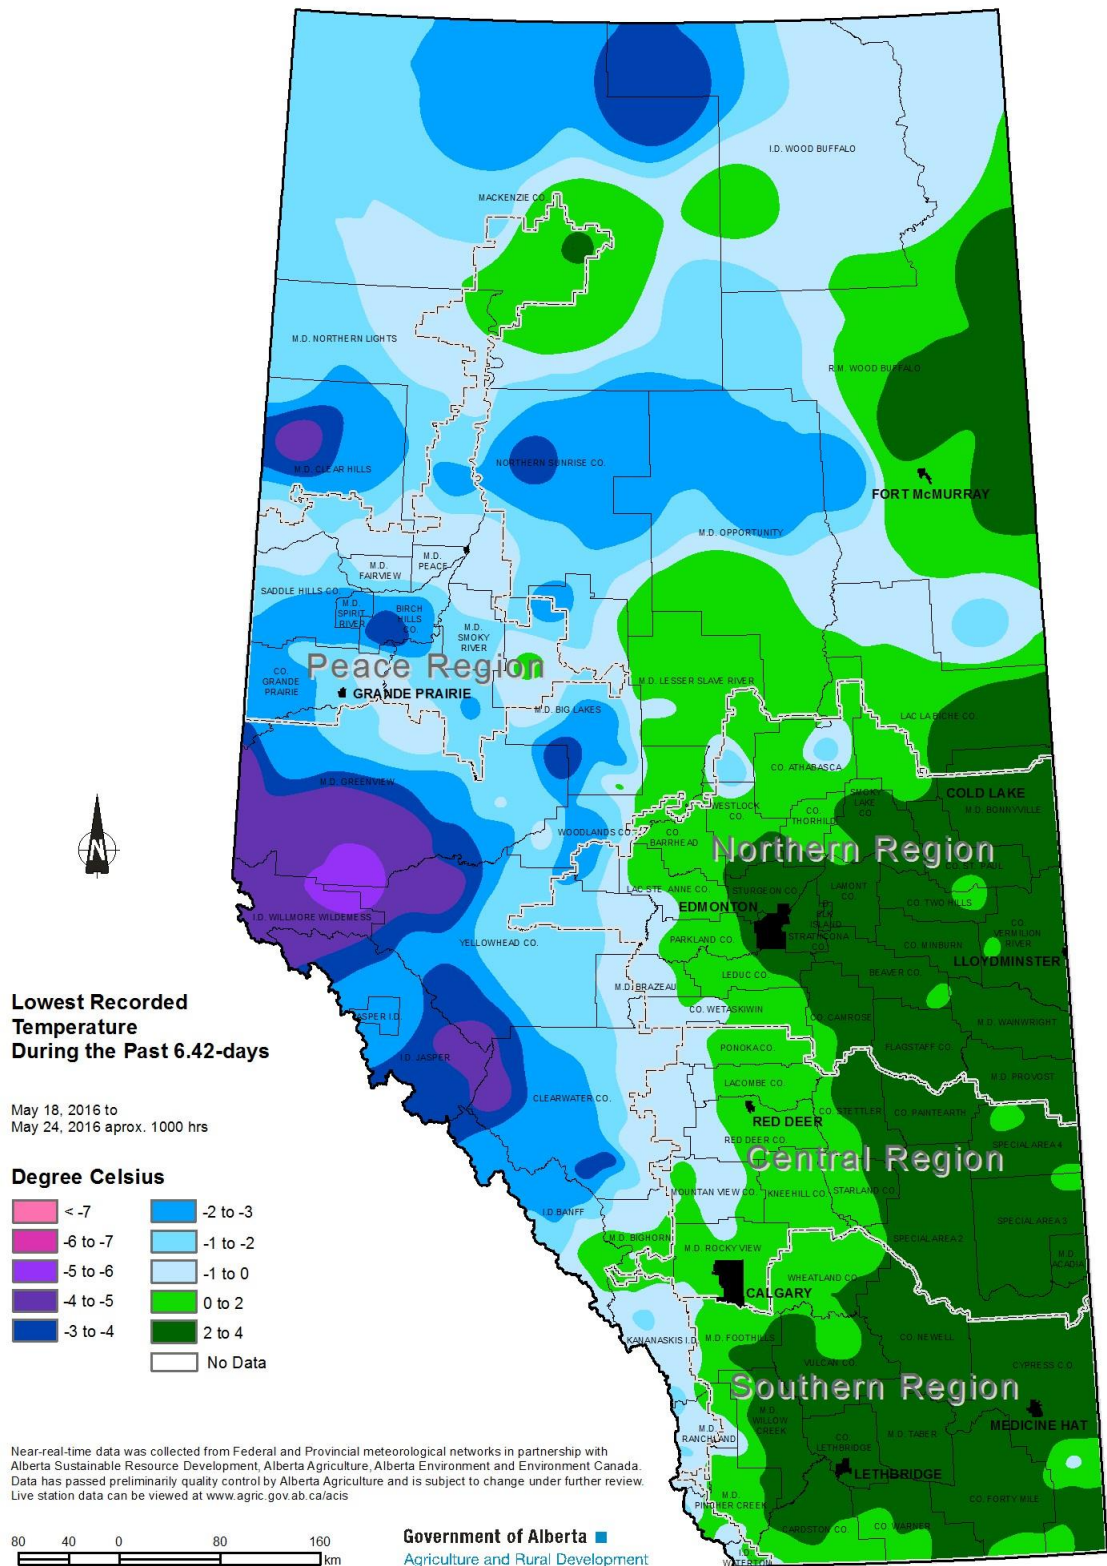 I.D. WOOD BUFFALO
MACKENZIE CO.
M.D. NORTHERN LIGHTS
R.M. WOOD BUFFALO
M.D. CLEAR HILLS
NORTHERN SUNRISE CO.
FORT McMURRAY
M.D. OPPORTUNITY
M.D.
PEACE
M.D.
FAIRVIEW
SADDLE HILLS CO.
M.D.
SPIRIT
RIVER
BIRCH
HILLS
CO.
M.D.
SMOKY
RIVER
Peace Region
CO.
GRANDE
PRAIRIE
GRANDE PRAIRIE
M.D. LESSER SLAVE RIVER
M.D. BIG LAKES
LAC LA BICHE CO.
CO. ATHABASCA
M.D. GREENVIEW
COLD LAKE
M.D. BONNYVILLE
SMOKY
LAKE
CO.
WESTLOCK
CO.
CO.
THORHILD
WOODLANDS CO.
CO.
BARRHEAD
Northern Region
CO. ST. PAUL
LAC STE. ANNE CO.
STURGEON CO.
LAMONT
CO.
CO. TWO HILLS
EDMONTON
I.D.
ELK
ISLAND
STRATHCONA
CO.
I.D. WILLMORE WILDERNESS
YELLOWHEAD CO.
PARKLAND CO.
CO. MINBURN
CO.
VERMILION
RIVER
LLOYDMINSTER
LEDUC CO.
BEAVER CO.
M.D. BRAZEAU
CO. WETASKIWIN
JASPER I.D.
CO. CAMROSE
M.D. WAINWRIGHT
PONOKA CO.
FLAGSTAFF CO.
I.D. JASPER
M.D. PROVOST
LACOMBE CO.
CLEARWATER CO.
CO. STETTLER
CO. PAINTEARTH
RED DEER
RED DEER CO.
SPECIAL AREA 4
Central Region
MOUNTAIN VIEW CO.
KNEEHILL CO.
STARLAND CO.
I.D BANFF
SPECIAL AREA 3
M.D. BIGHORN
M.D. ROCKY VIEW
SPECIAL AREA 2
M.D.
ACADIA
WHEATLAND CO.
CALGARY
KANANASKIS I.D.
M.D. FOOTHILLS
CO. NEWELL
VULCAN CO.
CYPRESS CO.
Southern Region
M.D.
WILLOW
CREEK
M.D.
RANCHLAND
MEDICINE HAT
M.D. TABER
CO.
LETHBRIDGE
LETHBRIDGE
M.D.
PINCHER CREEK
CO. FORTY MILE
CARDSTON CO.
CO. WARNER
I.D.
WATERTON
N
Lowest Recorded
Temperature
During the Past 6.42-days
May 18, 2016 to
May 24, 2016 aprox. 1000 hrs
Degree Celsius
< -7
-6 to -7
-5 to -6
-4 to -5
-3 to -4
-2 to -3
-1 to -2
-1 to 0
0 to 2
2 to 4
No Data
Near-real-time data was collected from Federal and Provincial meteorological networks in partnership with
Alberta Sustainable Resource Development, Alberta Agriculture, Alberta Environment and Environment Canada.
Data has passed preliminarily quality control by Alberta Agriculture and is subject to change under further review.
Live station data can be viewed at www.agric.gov.ab.ca/acis
80 40 0 80 160
km
Government of Alberta
Agriculture and Rural Development